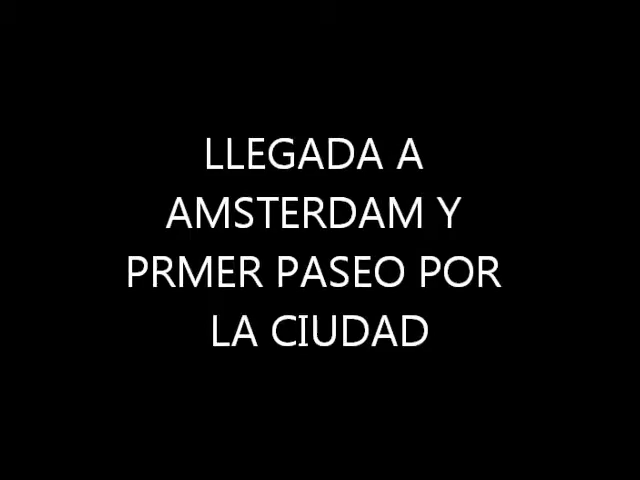 LLEGADA A
AMSTERDAM Y
PRMER PASEO POR
LA CIUDAD